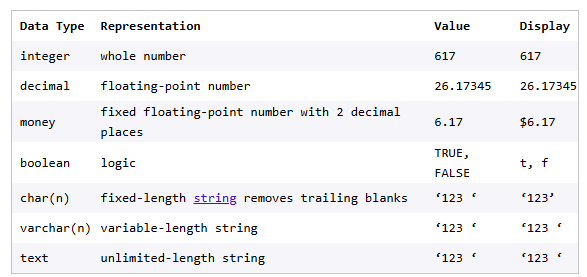 Data Type Representation Value Display
integer whole number 617 617
decimal floating-point number 26.17345 26.17345
money fixed floating-point number with 2 decimal places 6.17 $6.17
boolean logic TRUE, FALSE t, f
char(n) fixed-length string removes trailing blanks ‘123 ‘ ‘123’
varchar(n) variable-length string ‘123 ‘ ‘123 ‘
text unlimited-length string ‘123 ‘ ‘123 ‘